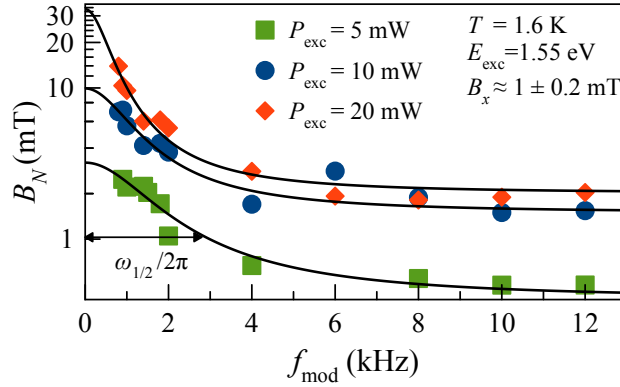 30
10
1
B_N (mT)
P_exc = 5 mW
P_exc = 10 mW
P_exc = 20 mW
T = 1.6 K
E_exc=1.55 eV
B_x ≈ 1 ± 0.2 mT
ω_1/2/2π
0 2 4 6 8 10 12
f_mod (kHz)